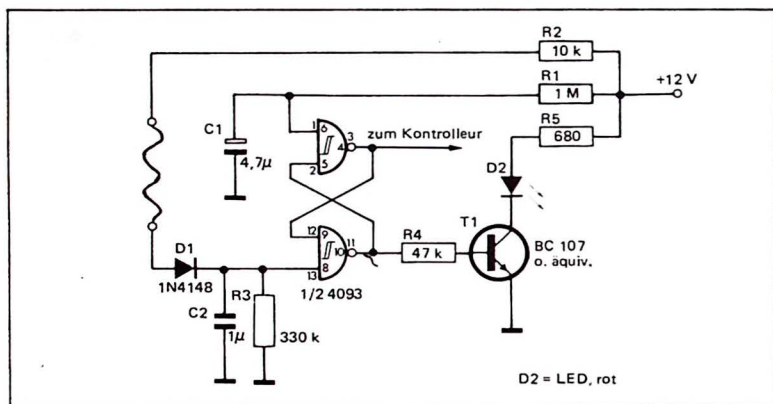 R2
10 k
R1
1 M
+12 V
R5
680
C1
4,7µ
1
6
2
5
3
4
zum Kontrolleur
D2
12
9
13
8
11
10
R4
47 k
T1
BC 107
o. äquiv.
D1
1N4148
1/2 4093
C2
1µ
R3
330 k
D2 = LED, rot